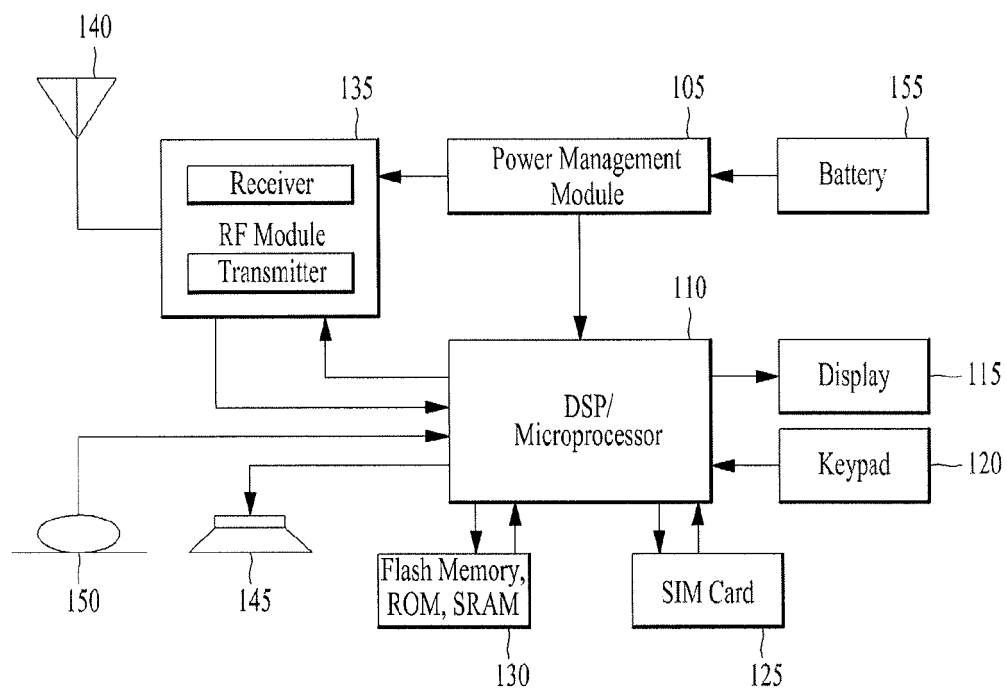 140
135
105
155
Receiver
RF Module
Transmitter
Power Management
Module
Battery
110
DSP/
Microprocessor
Display
115
Keypad
120
150
145
Flash Memory,
ROM, SRAM
130
SIM Card
125